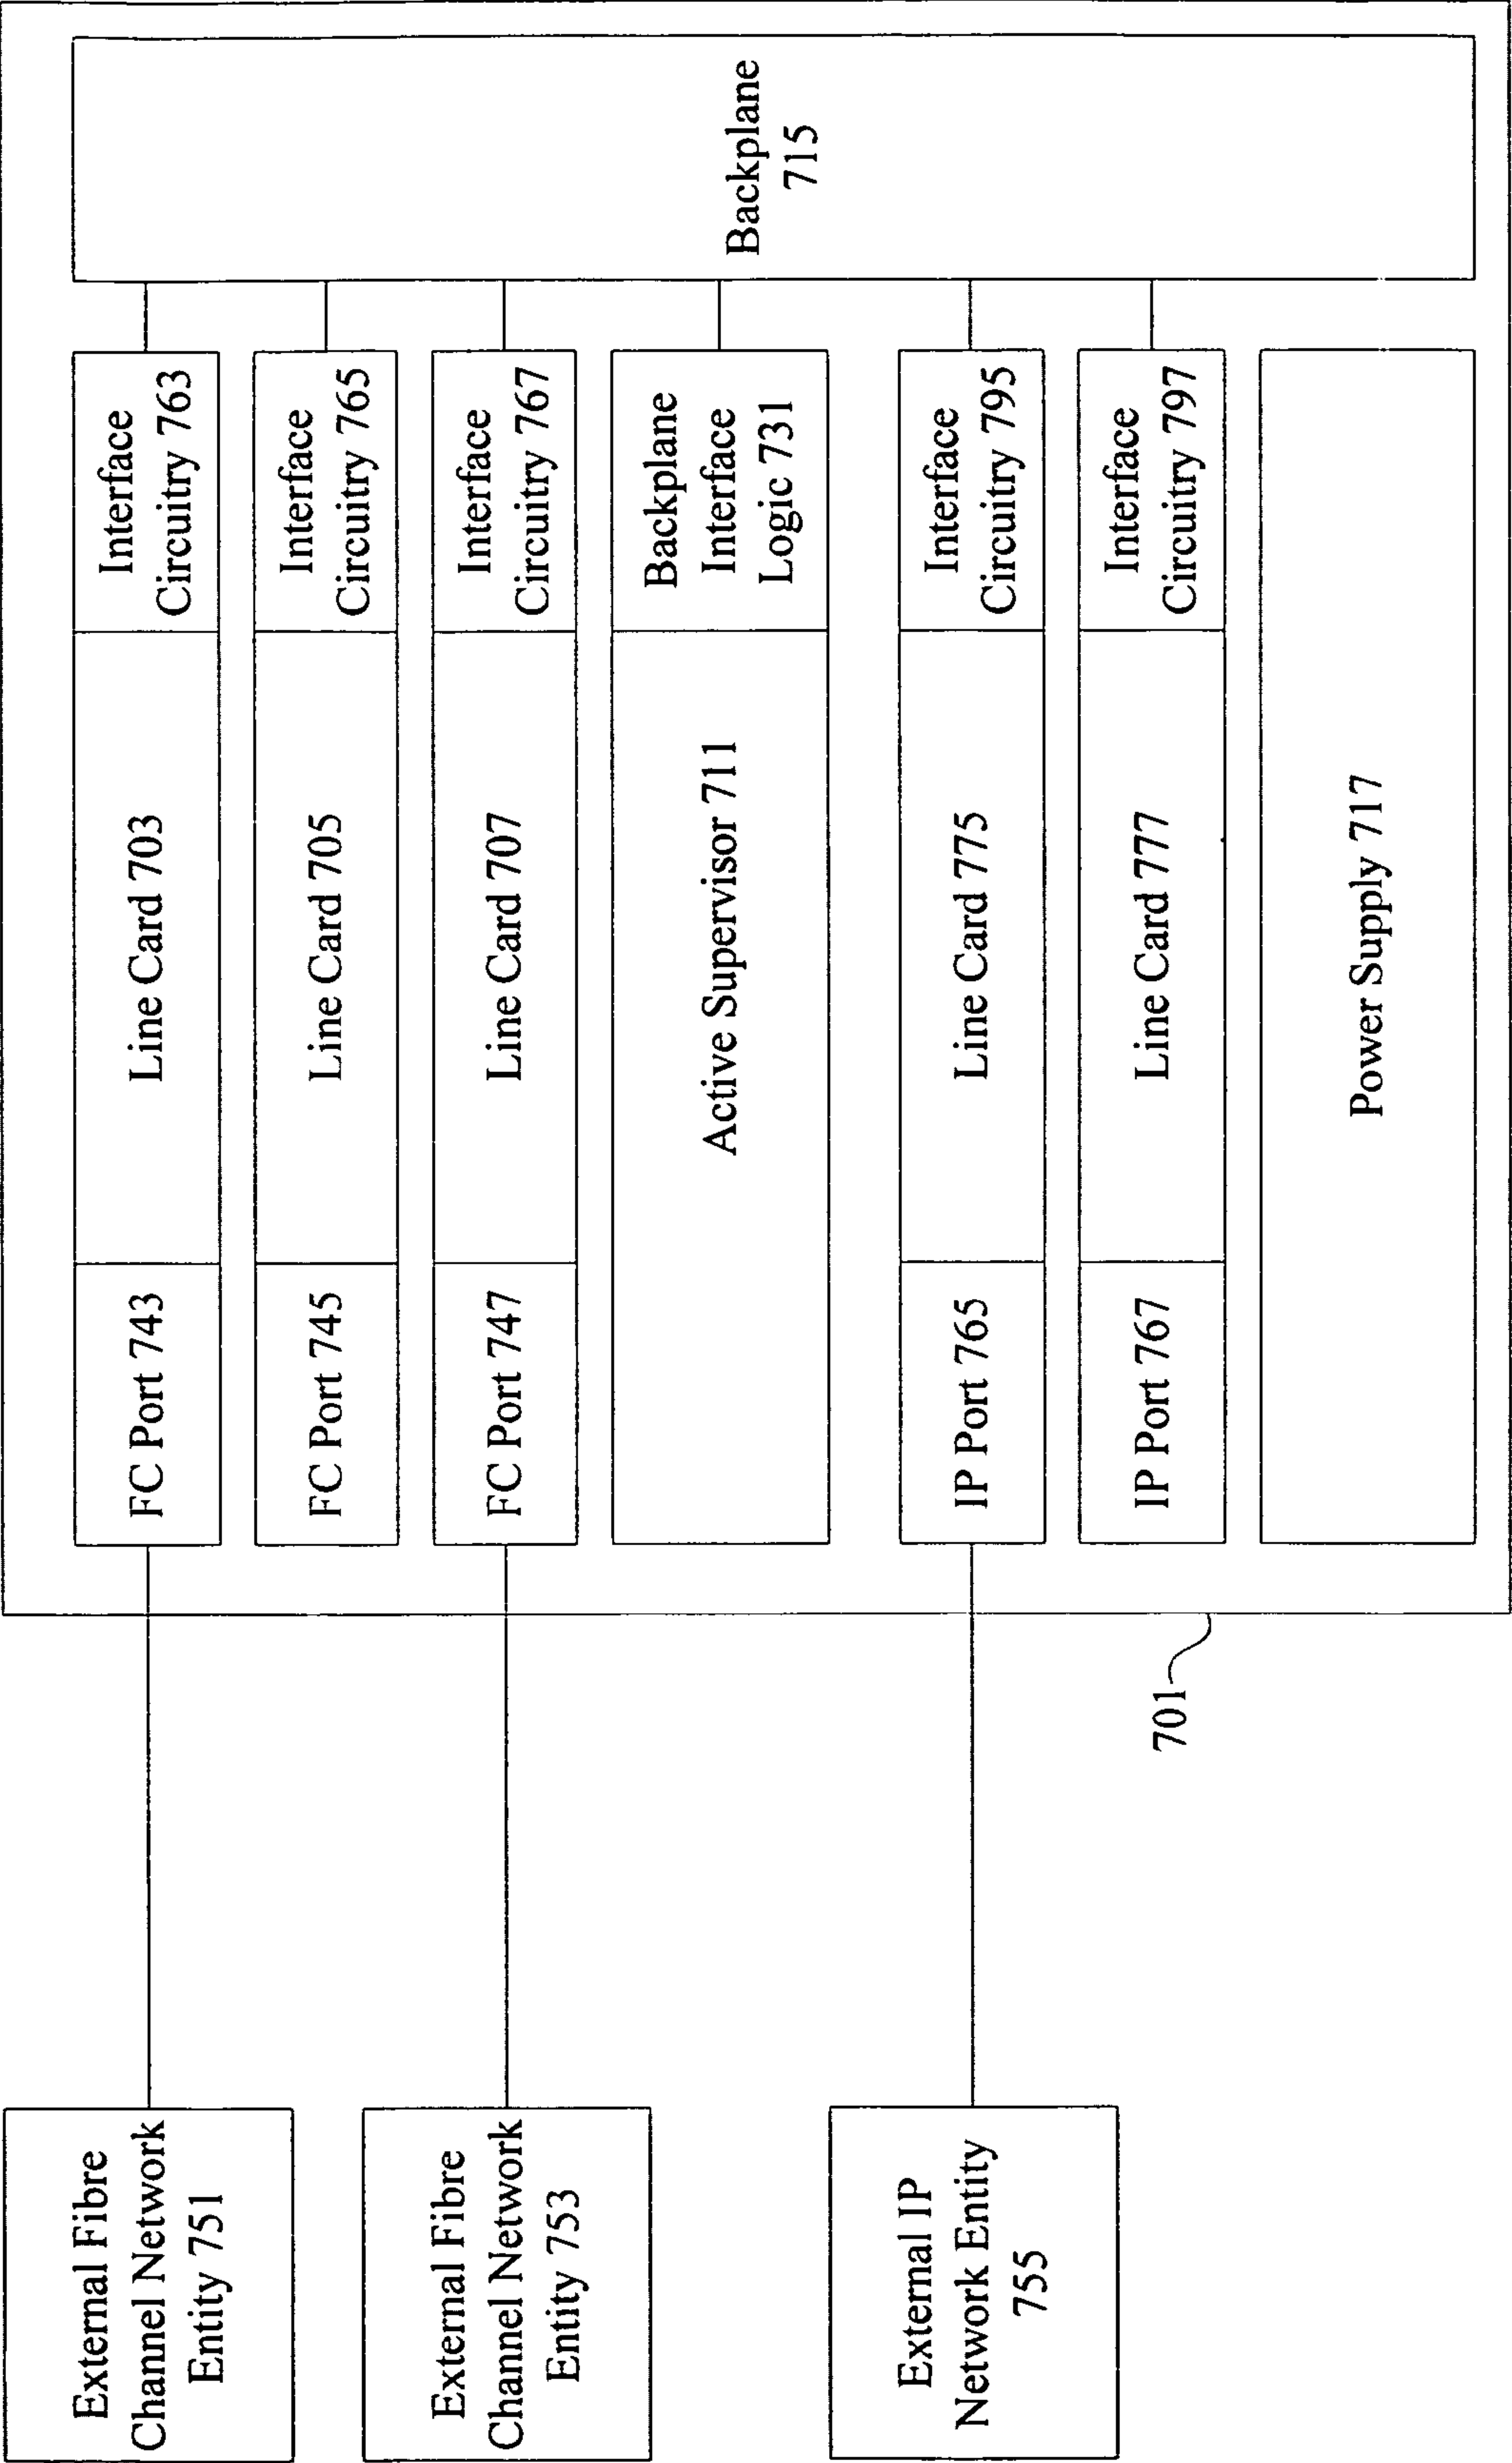 External Fibre
Channel Network
Entity 751
External Fibre
Channel Network
Entity 753
External IP
Network Entity
755
701
FC Port 743
Line Card 703
Interface
Circuitry 763
FC Port 745
Line Card 705
Interface
Circuitry 765
FC Port 747
Line Card 707
Interface
Circuitry 767
Active Supervisor 711
Backplane
Interface
Logic 731
IP Port 765
Line Card 775
Interface
Circuitry 795
IP Port 767
Line Card 777
Interface
Circuitry 797
Power Supply 717
Backplane
715